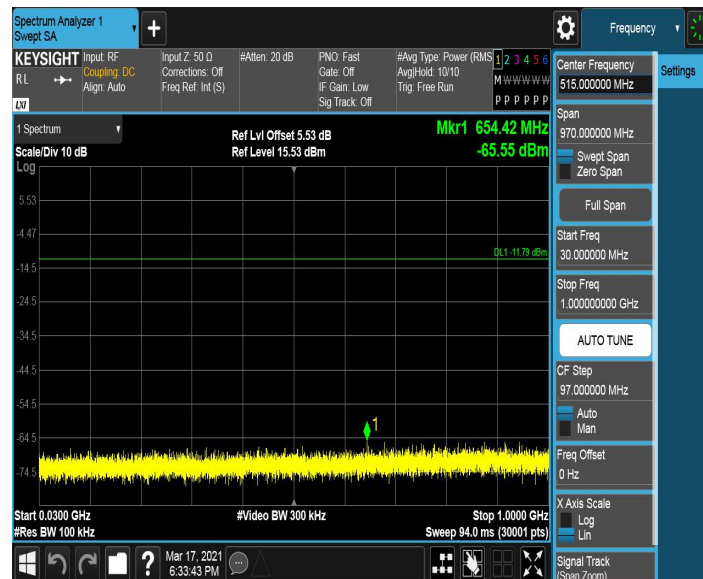 Spectrum Analyzer 1
Swept SA
+
Frequency
KEYSIGHT
RL
LXI
Input: RF
Coupling: DC
Align: Auto
Input Z: 50 Ω
Corrections: Off
Freq Ref: Int (S)
#Atten: 20 dB
PNO: Fast
Gate: Off
IF Gain: Low
Sig Track: Off
#Avg Type: Power (RMS
Avg|Hold: 10/10
Trig: Free Run
1 2 3 4 5 6
M W W W W W
P P P P P P
1 Spectrum
Scale/Div 10 dB
Log
Ref Lvl Offset 5.53 dB
Ref Level 15.53 dBm
Mkr1 654.42 MHz
-65.55 dBm
5.53
-4.47
DL1 -11.79 dBm
-14.5
-24.5
-34.5
-44.5
-54.5
1
-64.5
-74.5
Start 0.0300 GHz
#Res BW 100 kHz
#Video BW 300 kHz
Stop 1.0000 GHz
Sweep 94.0 ms (30001 pts)
Mar 17, 2021
6:33:43 PM
Center Frequency
515.000000 MHz
Settings
Span
970.000000 MHz
Swept Span
Zero Span
Full Span
Start Freq
30.000000 MHz
Stop Freq
1.000000000 GHz
AUTO TUNE
CF Step
97.000000 MHz
Auto
Man
Freq Offset
0 Hz
X Axis Scale
Log
Lin
Signal Track
(Span Zoom)